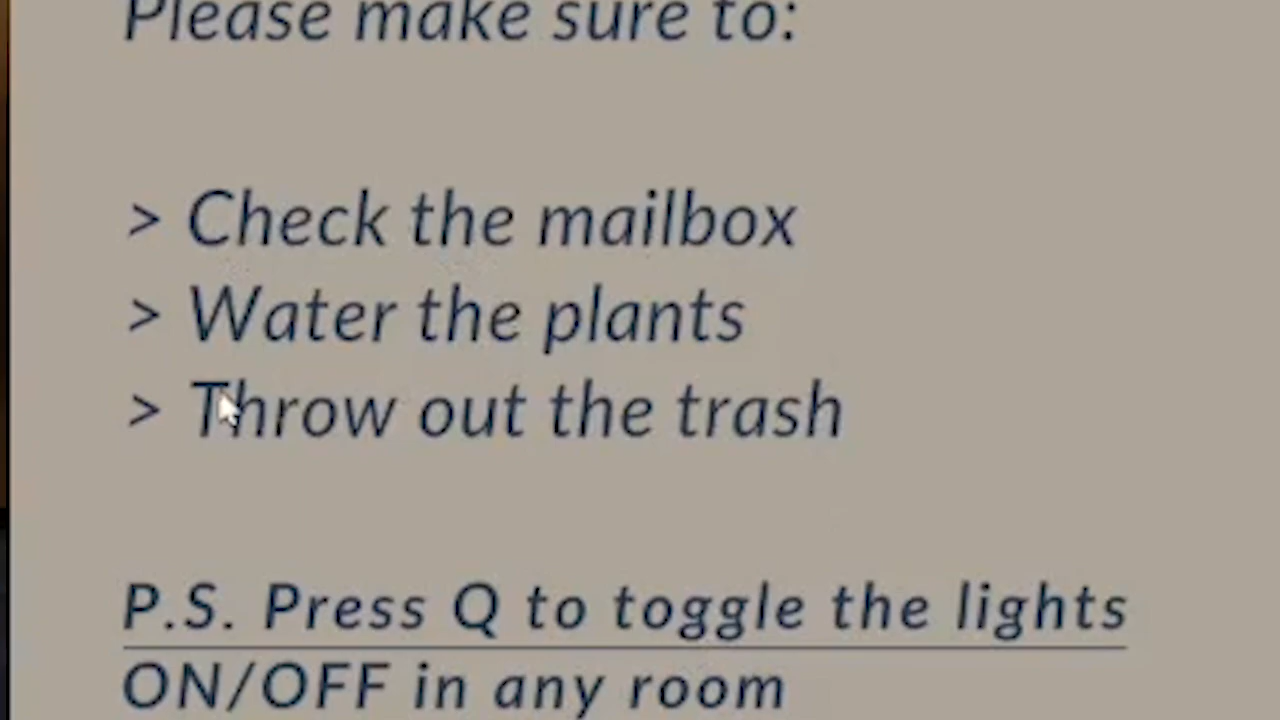 Please make sure to:
> Check the mailbox
> Water the plants
> Throw out the trash
P.S. Press Q to toggle the lights
ON/OFF in any room